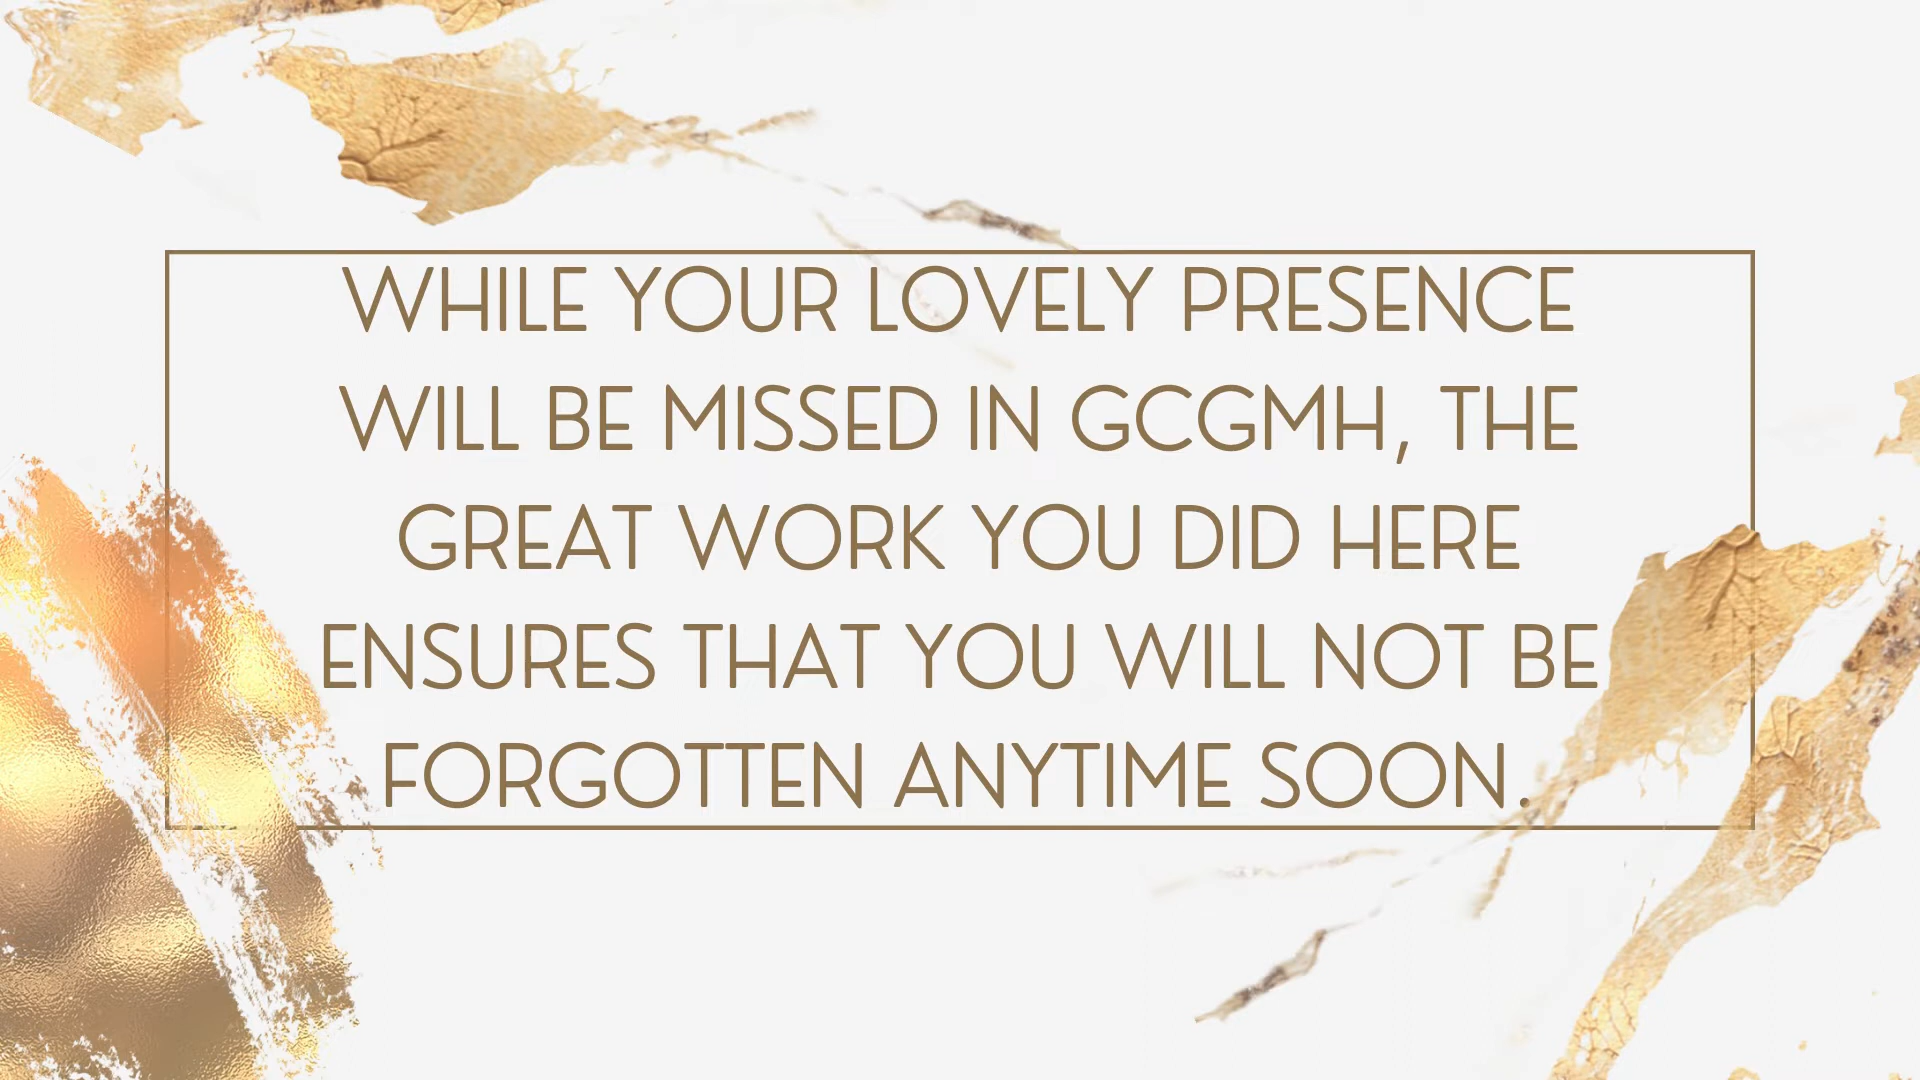 WHILE YOUR LOVELY PRESENCE
WILL BE MISSED IN GCGMH, THE
GREAT WORK YOU DID HERE
ENSURES THAT YOU WILL NOT BE
FORGOTTEN ANYTIME SOON.